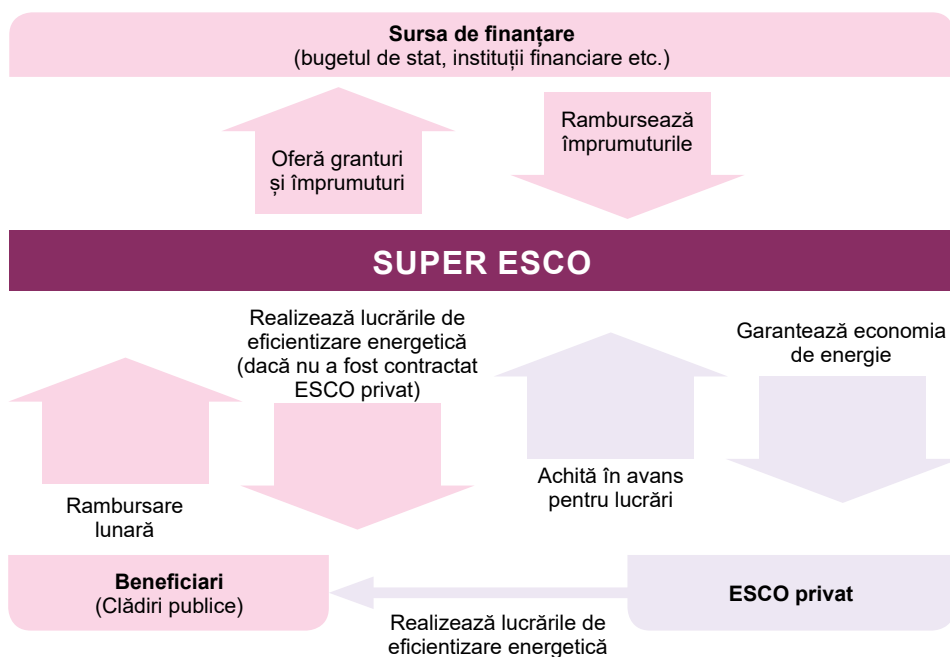 Sursa de finanțare
(bugetul de stat, instituții financiare etc.)
Oferă granturi
și împrumuturi
Rambursează
împrumuturile
SUPER ESCO
Realizează lucrările de
eficientizare energetică
(dacă nu a fost contractat
ESCO privat)
Garantează economia
de energie
Rambursare
lunară
Achită în avans
pentru lucrări
Beneficiari
(Clădiri publice)
ESCO privat
Realizează lucrările de
eficientizare energetică